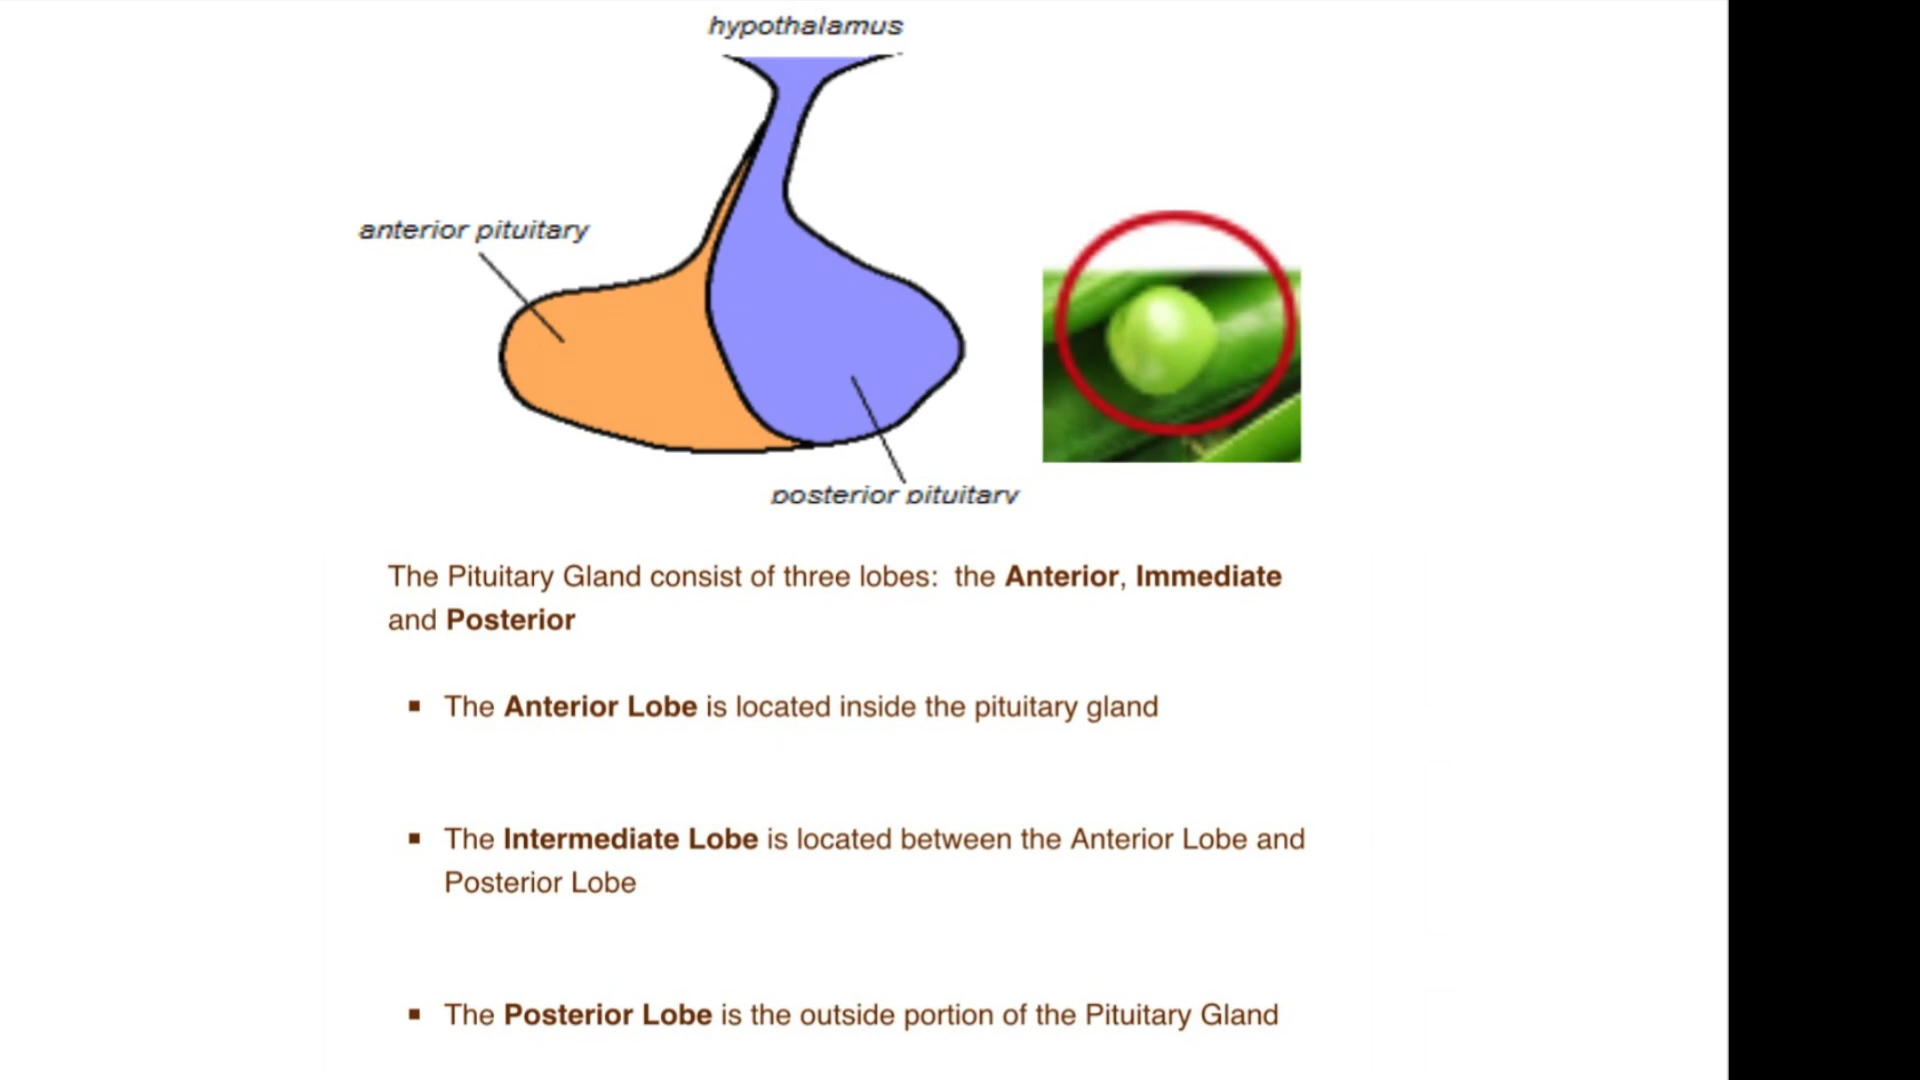 hypothalamus
anterior pituitary
posterior pituitary
The Pituitary Gland consist of three lobes: the Anterior, Immediate
and Posterior
▪ The Anterior Lobe is located inside the pituitary gland
▪ The Intermediate Lobe is located between the Anterior Lobe and
Posterior Lobe
▪ The Posterior Lobe is the outside portion of the Pituitary Gland